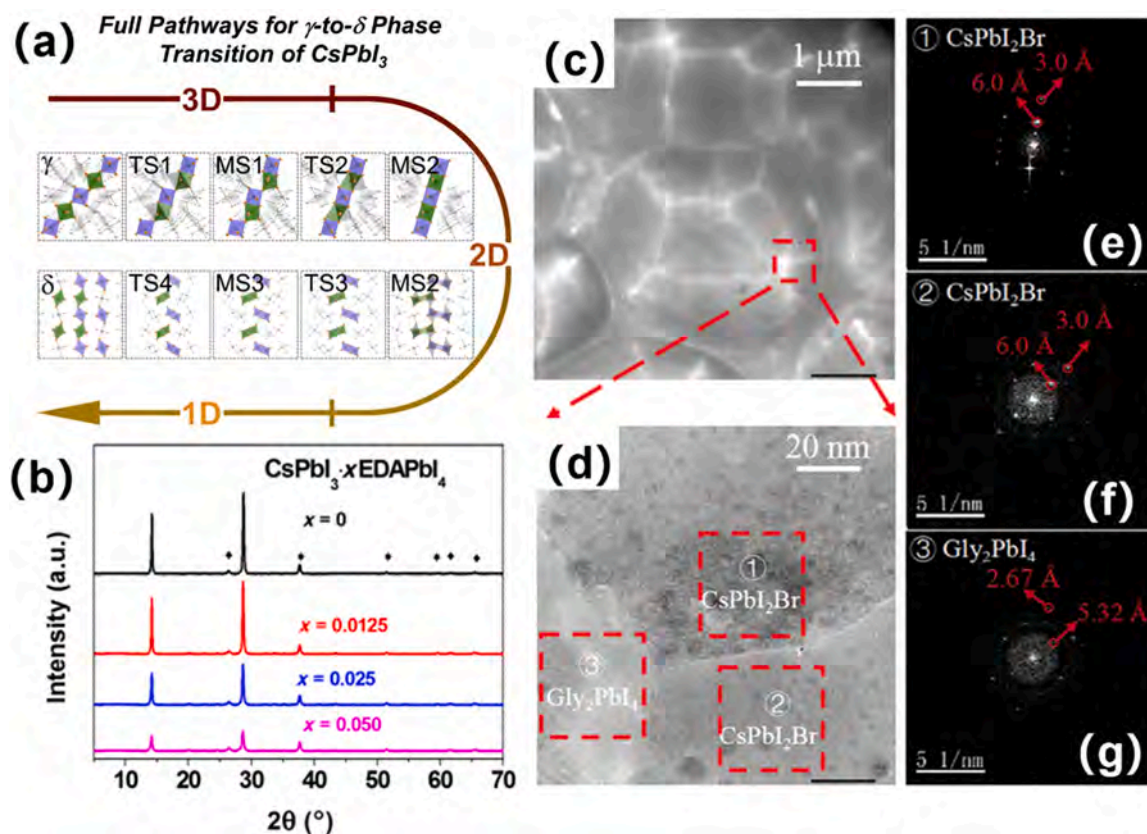 (a)
Full Pathways for γ-to-δ Phase
Transition of CsPbI3
3D
γ
TS1
MS1
TS2
MS2
2D
δ
TS4
MS3
TS3
MS2
1D
(b)
CsPbI3·xEDAPbI4
x = 0
x = 0.0125
x = 0.025
x = 0.050
Intensity (a.u.)
10 20 30 40 50 60 70
2θ (°)
(c)
1 μm
(d)
20 nm
①
CsPbI2Br
③
Gly2PbI4
②
CsPbI2Br
① CsPbI2Br
3.0 Å
6.0 Å
5 1/nm
(e)
② CsPbI2Br
3.0 Å
6.0 Å
5 1/nm
(f)
③ Gly2PbI4
2.67 Å
5.32 Å
5 1/nm
(g)